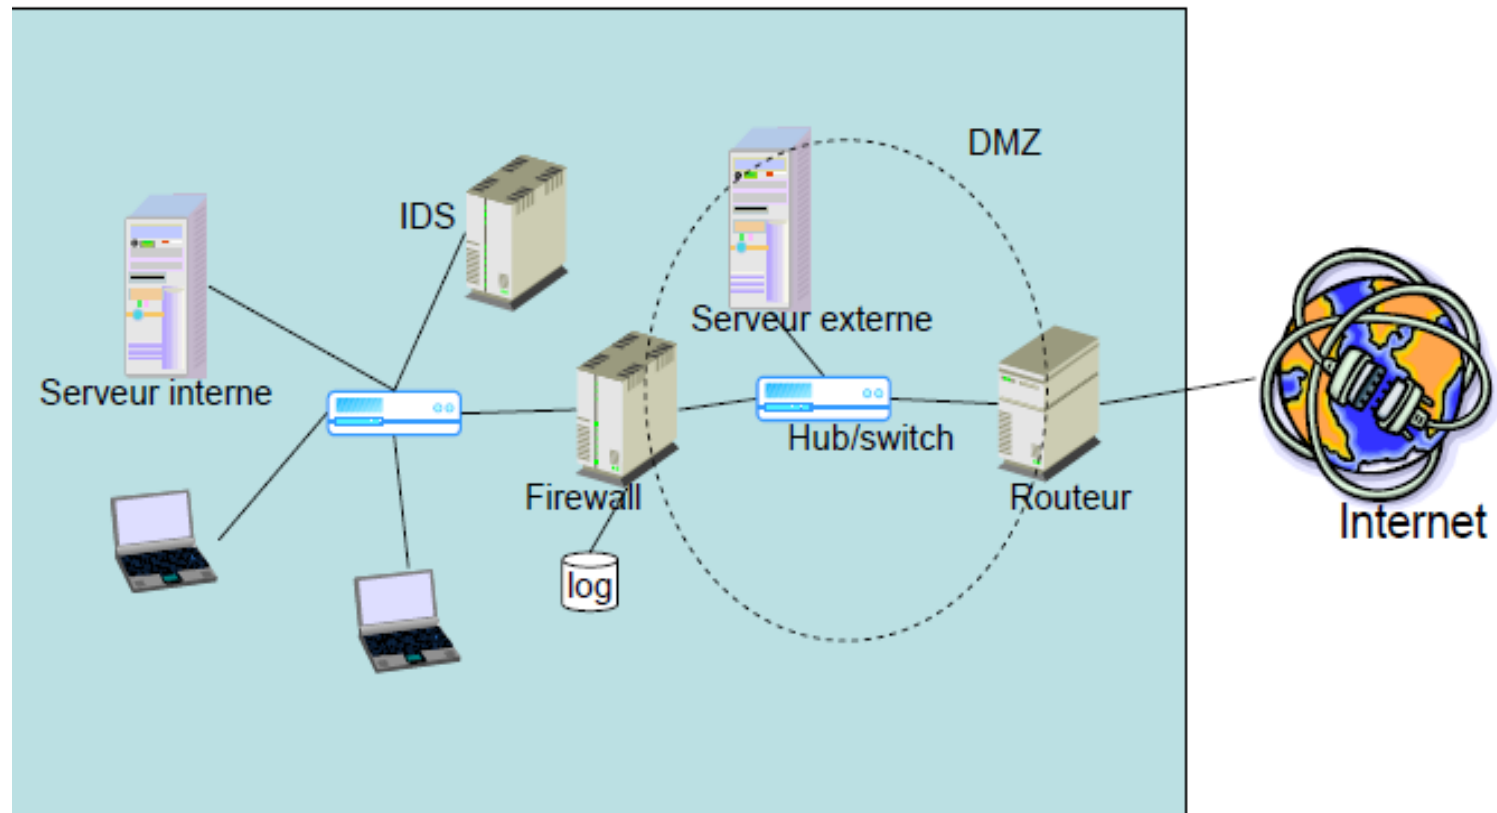 DMZ
IDS
Serveur externe
Serveur interne
Hub/switch
Firewall
Routeur
Internet
log